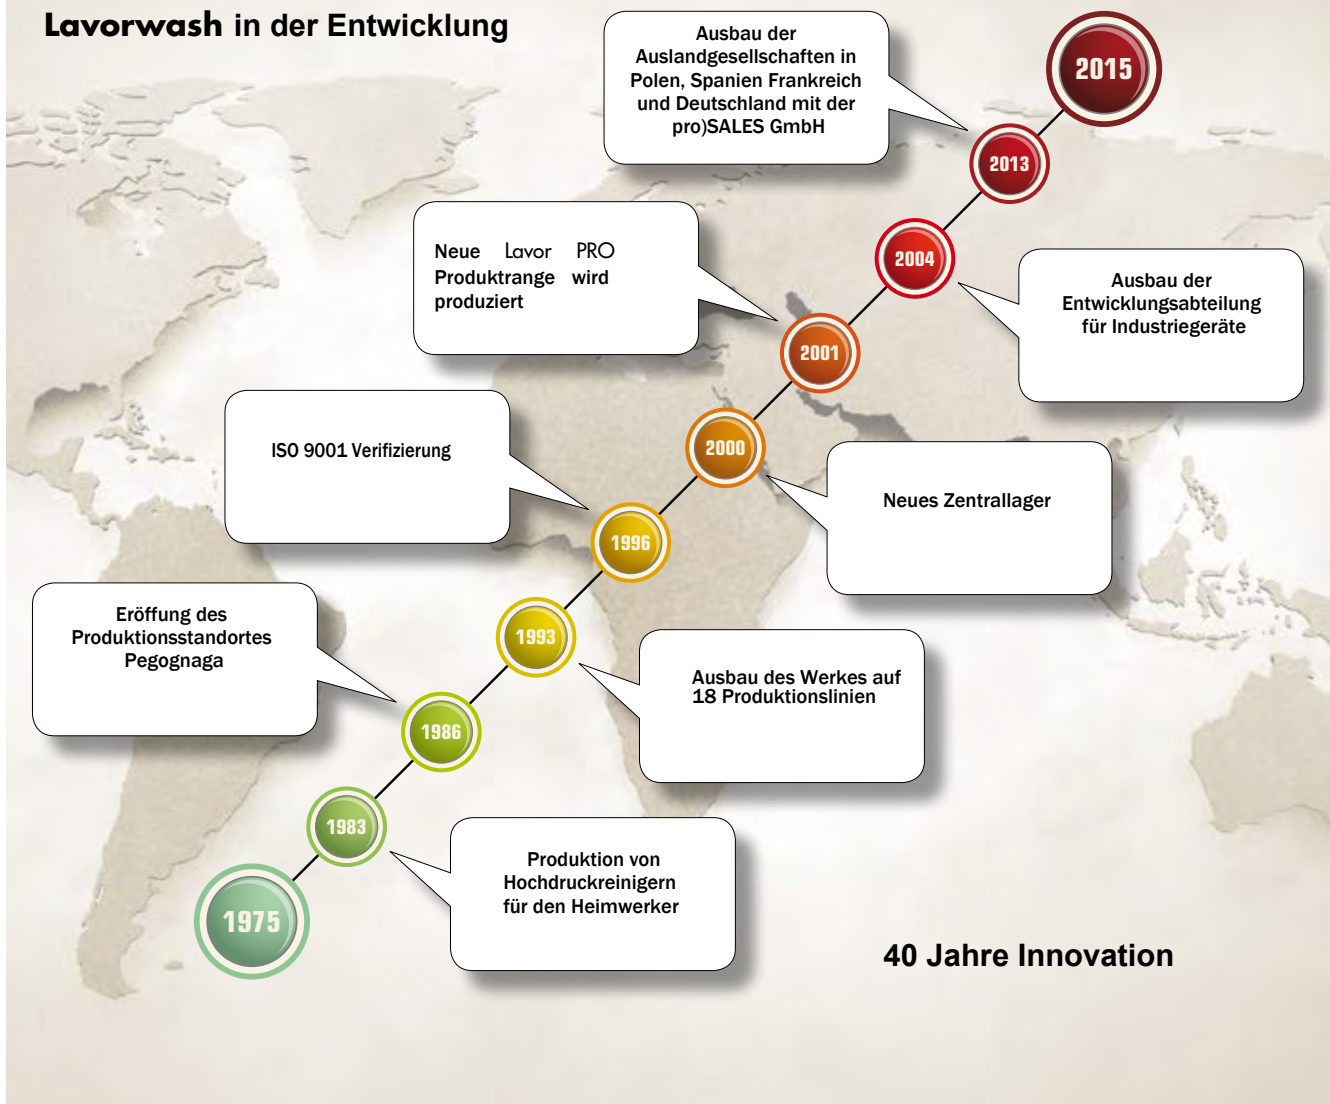 Lavorwash in der Entwicklung
Ausbau der
Auslandgesellschaften in
Polen, Spanien Frankreich
und Deutschland mit der
pro)SALES GmbH
2015
2013
Neue Lavor PRO
Produktrange wird
produziert
2004
Ausbau der
Entwicklungsabteilung
für Industriegeräte
2001
ISO 9001 Verifizierung
2000
Neues Zentrallager
1996
Eröffung des
Produktionsstandortes
Pegognaga
1993
Ausbau des Werkes auf
18 Produktionslinien
1986
1983
Produktion von
Hochdruckreinigern
für den Heimwerker
1975
40 Jahre Innovation